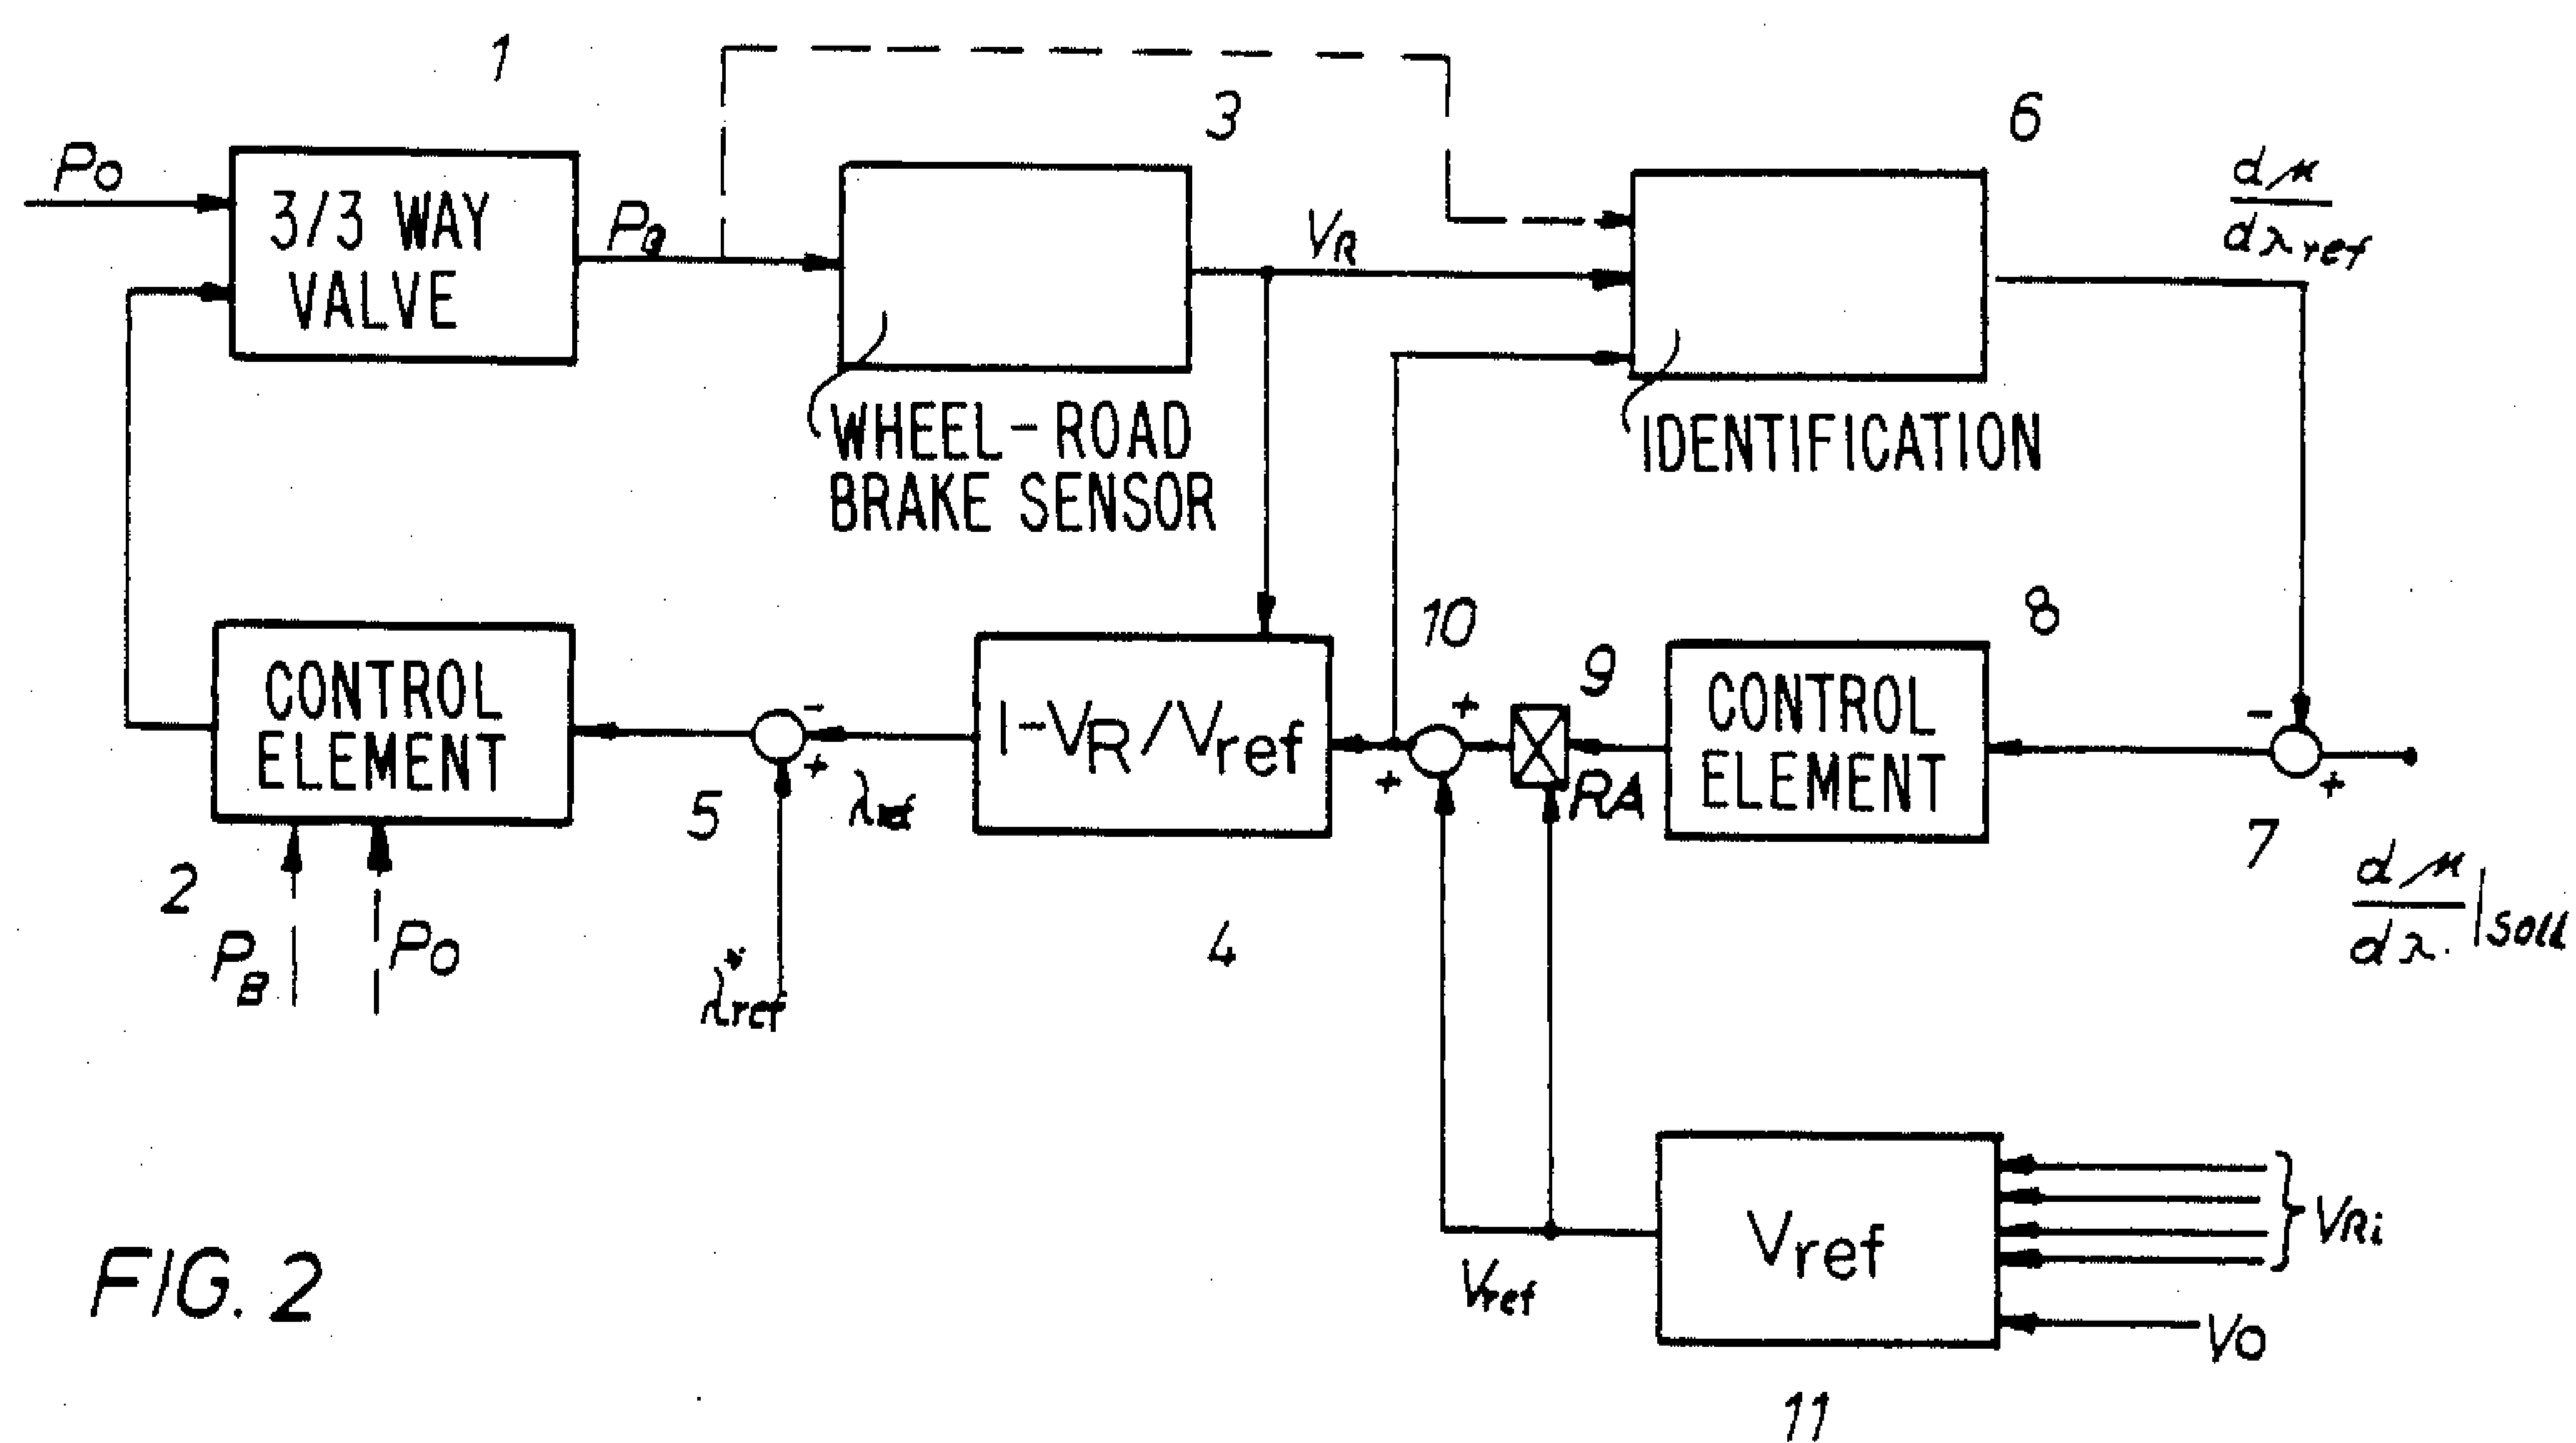 1
3
6
Po
3/3 WAY
VALVE
PB
VR
dμ
dλref
WHEEL-ROAD
BRAKE SENSOR
IDENTIFICATION
CONTROL
ELEMENT
2
PB
Po
5
-
+
λref
λ*ref
1-VR/Vref
4
10
+
+
9
RA
CONTROL
ELEMENT
8
-
+
7
dμ
dλ |Soll
Vref
Vref
VRi
Vo
11
FIG. 2